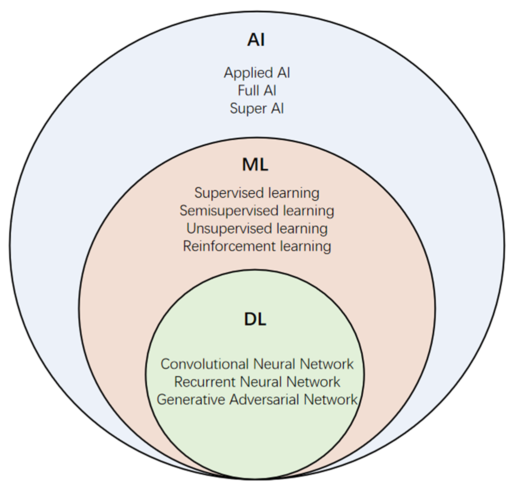 AI
Applied AI
Full AI
Super AI
ML
Supervised learning
Semisupervised learning
Unsupervised learning
Reinforcement learning
DL
Convolutional Neural Network
Recurrent Neural Network
Generative Adversarial Network